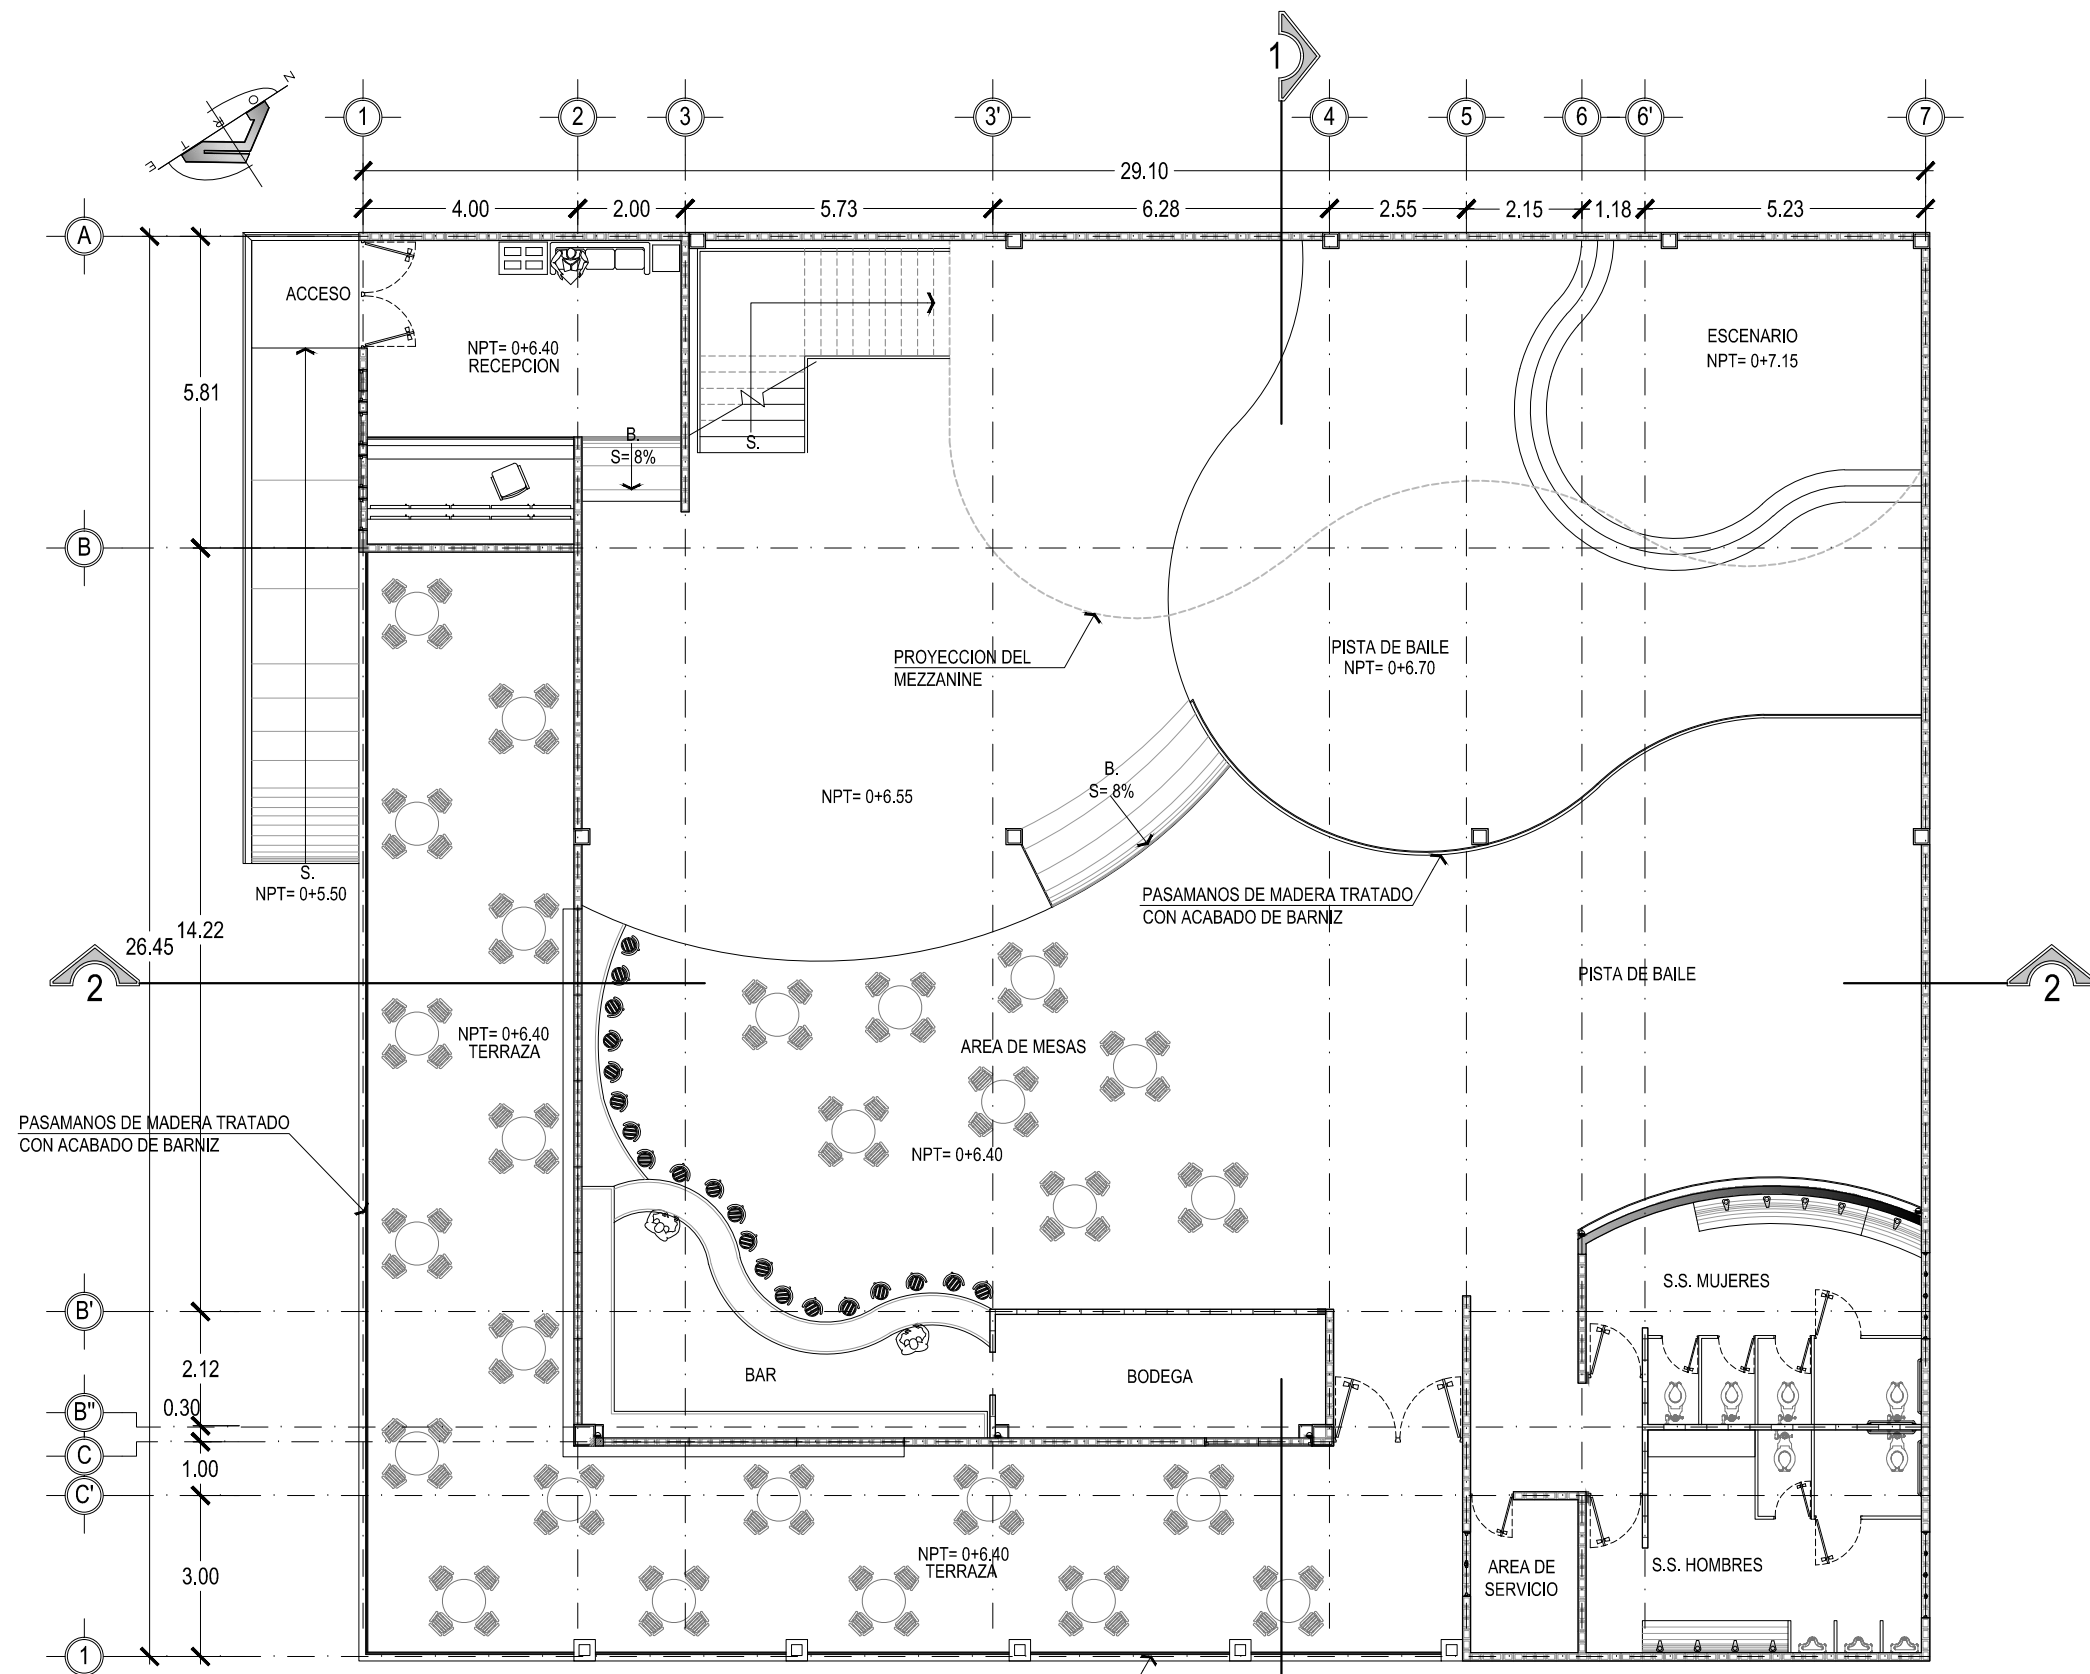 1
N
O
R
T
E
1
2
3
3'
4
5
6
6'
7
29.10
4.00
2.00
5.73
6.28
2.55
2.15
1.18
5.23
A
ACCESO
NPT= 0+6.40
RECEPCION
ESCENARIO
NPT= 0+7.15
5.81
B.
S= 8%
S.
B
PROYECCION DEL
MEZZANINE
PISTA DE BAILE
NPT= 0+6.70
B.
S= 8%
NPT= 0+6.55
S.
NPT= 0+5.50
PASAMANOS DE MADERA TRATADO
CON ACABADO DE BARNIZ
14.22
26.45
2
PISTA DE BAILE
2
NPT= 0+6.40
TERRAZA
AREA DE MESAS
PASAMANOS DE MADERA TRATADO
CON ACABADO DE BARNIZ
NPT= 0+6.40
S.S. MUJERES
B'
2.12
BAR
BODEGA
B"
0.30
C
1.00
C'
NPT= 0+6.40
TERRAZA
3.00
AREA DE
SERVICIO
S.S. HOMBRES
1